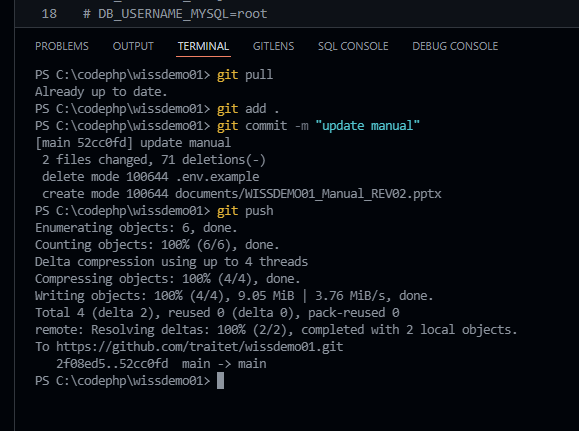 18 # DB_USERNAME_MYSQL=root
PROBLEMS OUTPUT TERMINAL GITLENS SQL CONSOLE DEBUG CONSOLE
PS C:\codephp\wissdemo01> git pull
Already up to date.
PS C:\codephp\wissdemo01> git add .
PS C:\codephp\wissdemo01> git commit -m "update manual"
[main 52cc0fd] update manual
 2 files changed, 71 deletions(-)
 delete mode 100644 .env.example
 create mode 100644 documents/WISSDEMO01_Manual_REV02.pptx
PS C:\codephp\wissdemo01> git push
Enumerating objects: 6, done.
Counting objects: 100% (6/6), done.
Delta compression using up to 4 threads
Compressing objects: 100% (4/4), done.
Writing objects: 100% (4/4), 9.05 MiB | 3.76 MiB/s, done.
Total 4 (delta 2), reused 0 (delta 0), pack-reused 0
remote: Resolving deltas: 100% (2/2), completed with 2 local objects.
To https://github.com/traitet/wissdemo01.git
   2f08ed5..52cc0fd  main -> main
PS C:\codephp\wissdemo01>